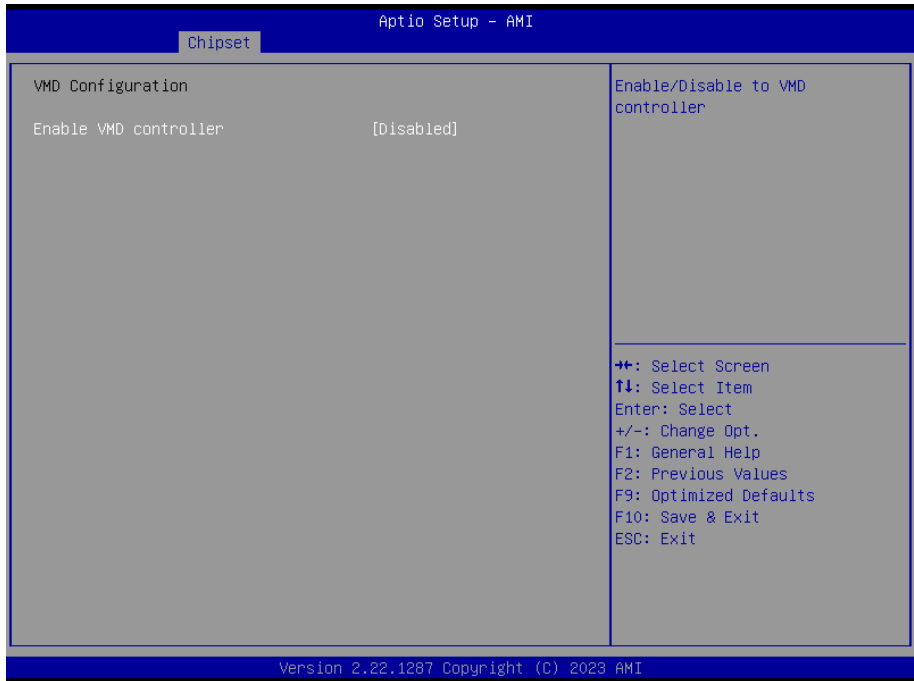 Aptio Setup – AMI
Chipset
VMD Configuration
Enable VMD controller [Disabled]
Enable/Disable to VMD
controller
→←: Select Screen
↑↓: Select Item
Enter: Select
+/-: Change Opt.
F1: General Help
F2: Previous Values
F9: Optimized Defaults
F10: Save & Exit
ESC: Exit
Version 2.22.1287 Copyright (C) 2023 AMI